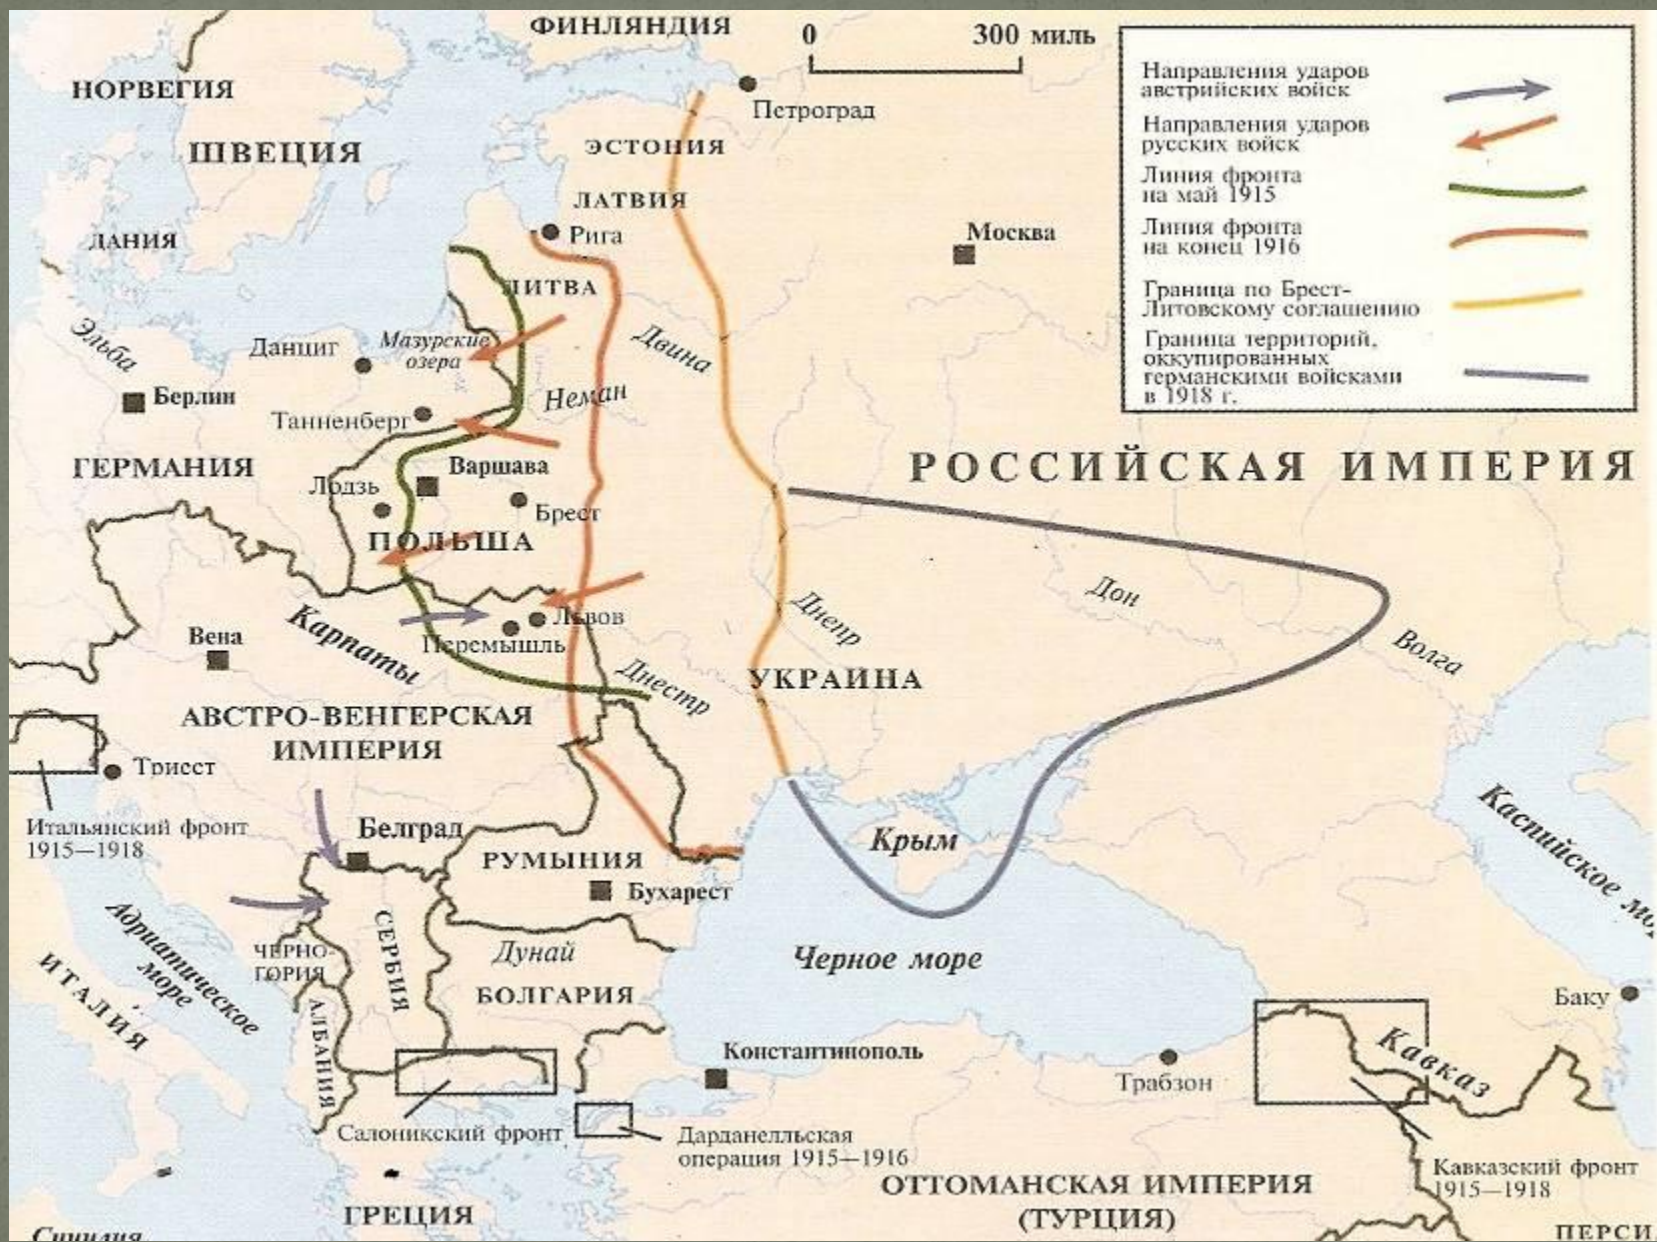 ФИНЛЯНДИЯ
0 300 миль
НОРВЕГИЯ
ШВЕЦИЯ
Петроград
ЭСТОНИЯ
ЛАТВИЯ
Рига
ДАНИЯ
ЛИТВА
Москва
Направления ударов
австрийских войск
Направления ударов
русских войск
Линия фронта
на май 1915
Линия фронта
на конец 1916
Граница по Брест-
Литовскому соглашению
Граница территорий,
оккупированных
германскими войсками
в 1918 г.
Эльба
Данциг
Мазурские
озера
Двина
Берлин
Неман
Танненберг
ГЕРМАНИЯ
Варшава
РОССИЙСКАЯ ИМПЕРИЯ
Лодзь
Брест
ПОЛЬША
Дон
Днепр
Карпаты
Львов
Перемышль
Вена
Волга
Днестр
УКРАИНА
АВСТРО-ВЕНГЕРСКАЯ
ИМПЕРИЯ
Триест
Итальянский фронт
1915—1918
Белград
Крым
Каспийское мо
РУМЫНИЯ
Бухарест
Адриатическое
море
ЧЕРНО-
ГОРИЯ
СЕРБИЯ
Дунай
Черное море
ИТАЛИЯ
БОЛГАРИЯ
Баку
АЛБАНИЯ
Константинополь
Кавказ
Трабзон
Салоникский фронт
Дарданелльская
операция 1915—1916
Кавказский фронт
1915—1918
ОТТОМАНСКАЯ ИМПЕРИЯ
(ТУРЦИЯ)
ГРЕЦИЯ
Сицилия
ПЕРСИ